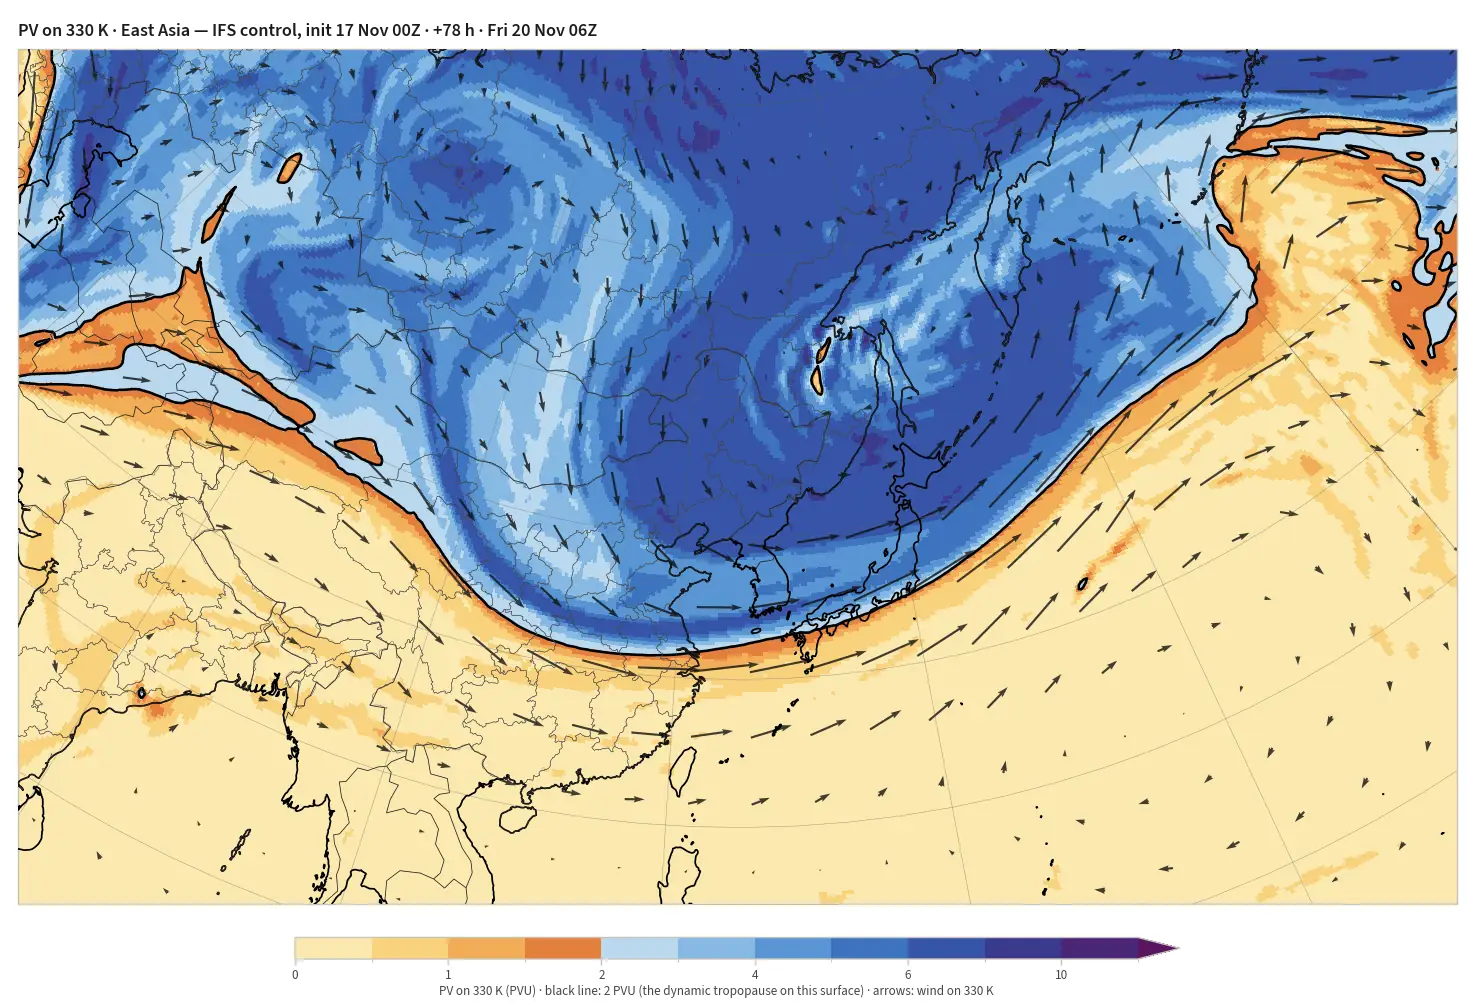 PV on 330 K · East Asia — IFS control, init 17 Nov 00Z · +78 h · Fri 20 Nov 06Z
0 1 2 4 6 10
PV on 330 K (PVU) · black line: 2 PVU (the dynamic tropopause on this surface) · arrows: wind on 330 K